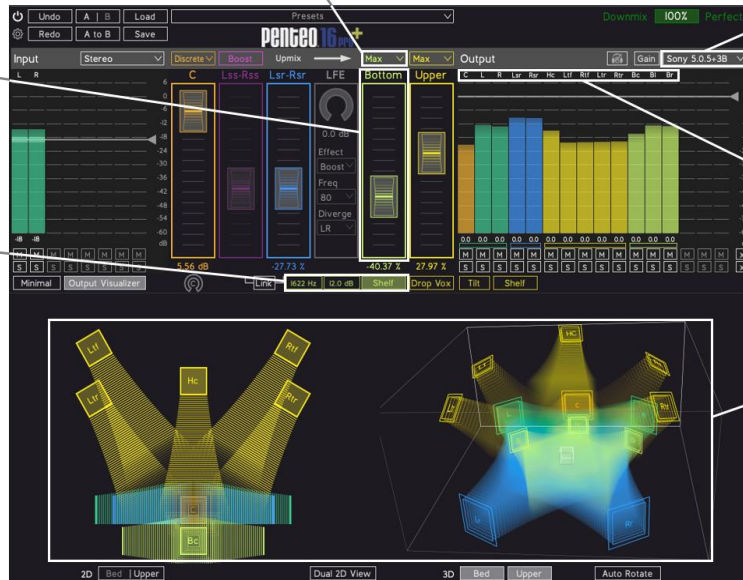 Undo A | B Load Presets Downmix 100% Perfect
Redo A to B Save PENTEO 16 PRO+
Input Stereo Discrete Boost Upmix Max Max Output Gain Sony 5.0.5+3B
L R C Lss-Rss Lsr-Rsr LFE Bottom Upper C L R Lsr Rsr Hc Ltf Rtf Ltr Rtr Bc Bl Br
6
0
-6
-12
-18
-24
-30
-36
-42
-48
-54
-60
dB
0.0 dB
Effect
Boost
Freq
80
Diverge
LR
-18 -18 0.0 0.0 0.0 0.0 0.0 0.0 0.0 0.0 0.0 0.0 0.0 0.0 0.0
M M M M M M M M M M M M M M M M M M M M M M M M
S S S S S S S S S S S S S S S S S S S S S S S S
5.56 dB -27.73 % -40.37 % 27.97 %
Minimal Output Visualizer Link 1622 Hz 12.0 dB Shelf Drop Vox Tilt Shelf
Ltf Rtf Hc
Ltr Hc Rtr
C
L C
Bc
Lr Rr
2D Bed | Upper Dual 2D View 3D Bed Upper Auto Rotate